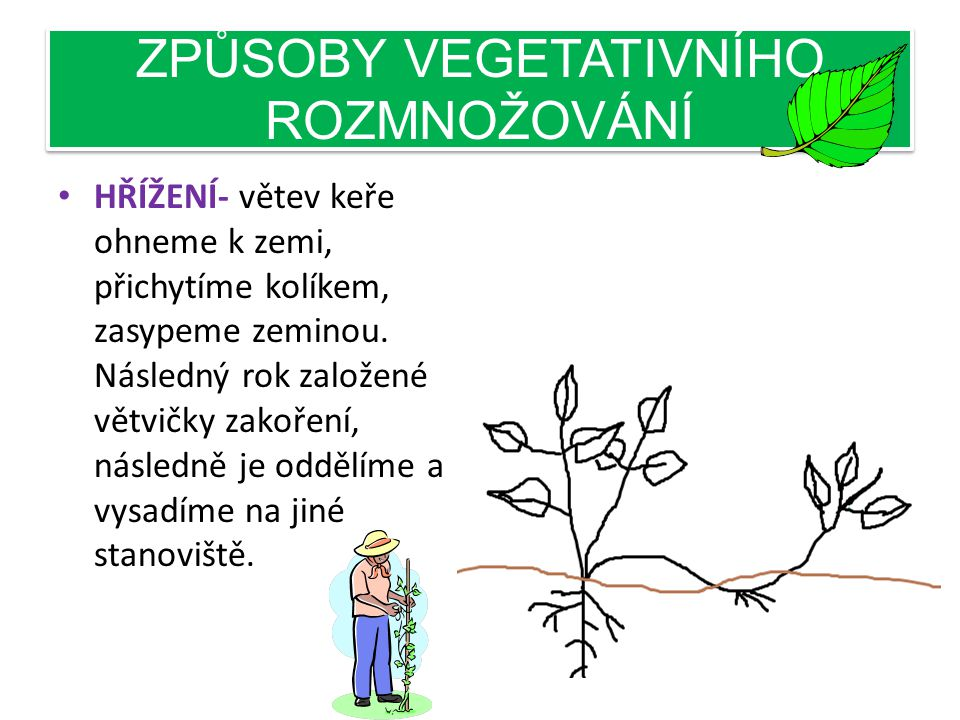 ZPŮSOBY VEGETATIVNÍHO
ROZMNOŽOVÁNÍ
• HŘÍŽENÍ- větev keře
ohneme k zemi,
přichytíme kolíkem,
zasypeme zeminou.
Následný rok založené
větvičky zakoření,
následně je oddělíme a
vysadíme na jiné
stanoviště.